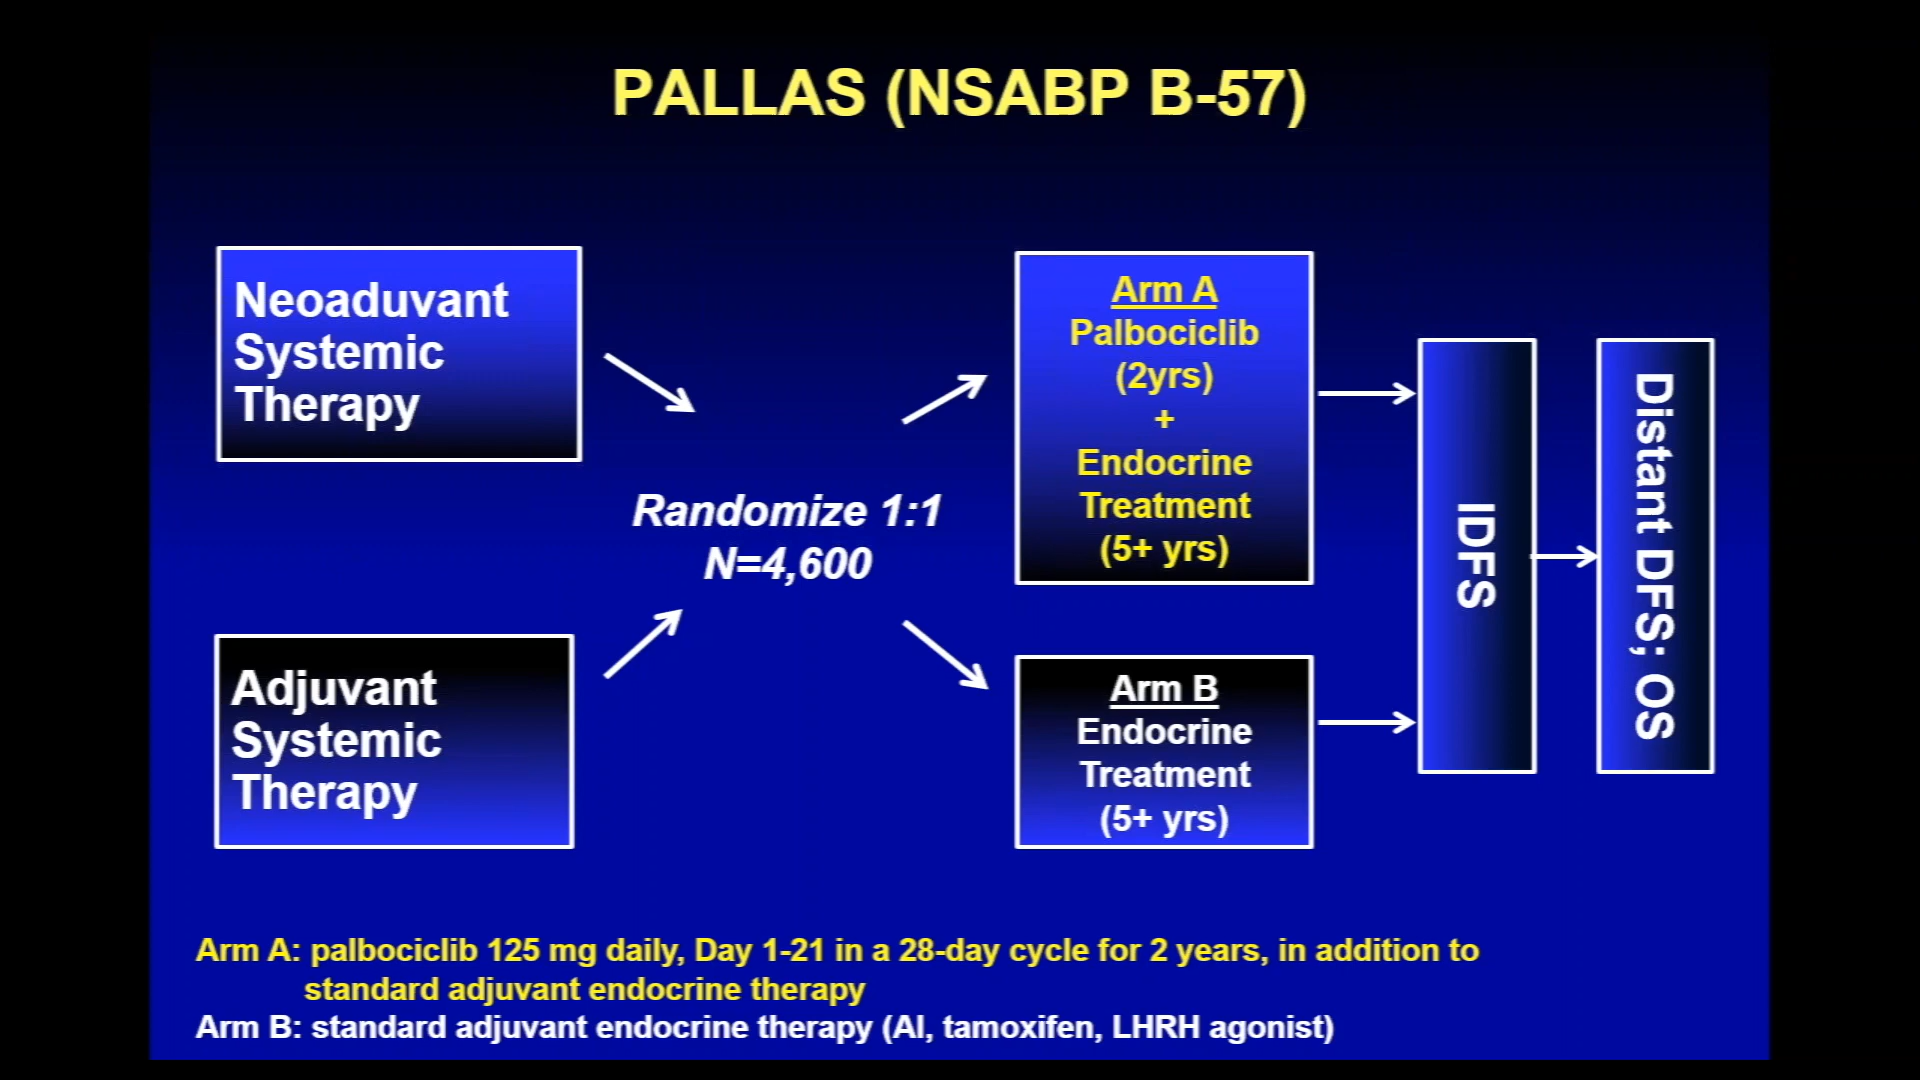 PALLAS (NSABP B-57)
Neoaduvant
Systemic
Therapy
Adjuvant
Systemic
Therapy
Randomize 1:1
N=4,600
Arm A
Palbociclib
(2yrs)
+
Endocrine
Treatment
(5+ yrs)
Arm B
Endocrine
Treatment
(5+ yrs)
IDFS
Distant DFS; OS
Arm A: palbociclib 125 mg daily, Day 1-21 in a 28-day cycle for 2 years, in addition to
standard adjuvant endocrine therapy
Arm B: standard adjuvant endocrine therapy (AI, tamoxifen, LHRH agonist)